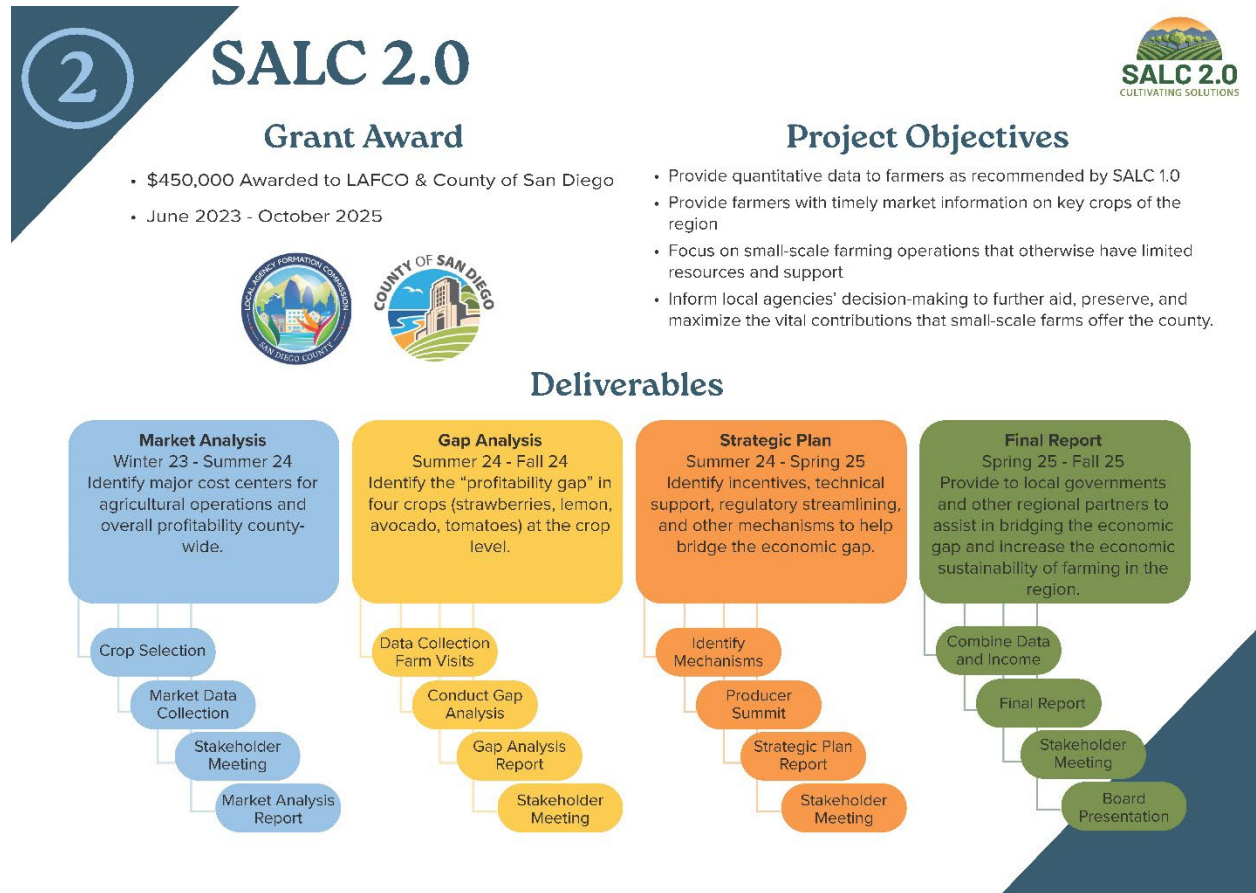 2
SALC 2.0
SALC 2.0
CULTIVATING SOLUTIONS
Grant Award
• $450,000 Awarded to LAFCO & County of San Diego
• June 2023 - October 2025
LOCAL AGENCY FORMATION COMMISSION
SAN DIEGO COUNTY
COUNTY OF SAN DIEGO
Project Objectives
• Provide quantitative data to farmers as recommended by SALC 1.0
• Provide farmers with timely market information on key crops of the
region
• Focus on small-scale farming operations that otherwise have limited
resources and support
• Inform local agencies’ decision-making to further aid, preserve, and
maximize the vital contributions that small-scale farms offer the county.
Deliverables
Market Analysis
Winter 23 - Summer 24
Identify major cost centers for
agricultural operations and
overall profitability county-
wide.
Crop Selection
Market Data
Collection
Stakeholder
Meeting
Market Analysis
Report
Gap Analysis
Summer 24 - Fall 24
Identify the “profitability gap” in
four crops (strawberries, lemon,
avocado, tomatoes) at the crop
level.
Data Collection
Farm Visits
Conduct Gap
Analysis
Gap Analysis
Report
Stakeholder
Meeting
Strategic Plan
Summer 24 - Spring 25
Identify incentives, technical
support, regulatory streamlining,
and other mechanisms to help
bridge the economic gap.
Identify
Mechanisms
Producer
Summit
Strategic Plan
Report
Stakeholder
Meeting
Final Report
Spring 25 - Fall 25
Provide to local governments
and other regional partners to
assist in bridging the economic
gap and increase the economic
sustainability of farming in the
region.
Combine Data
and Income
Final Report
Stakeholder
Meeting
Board
Presentation